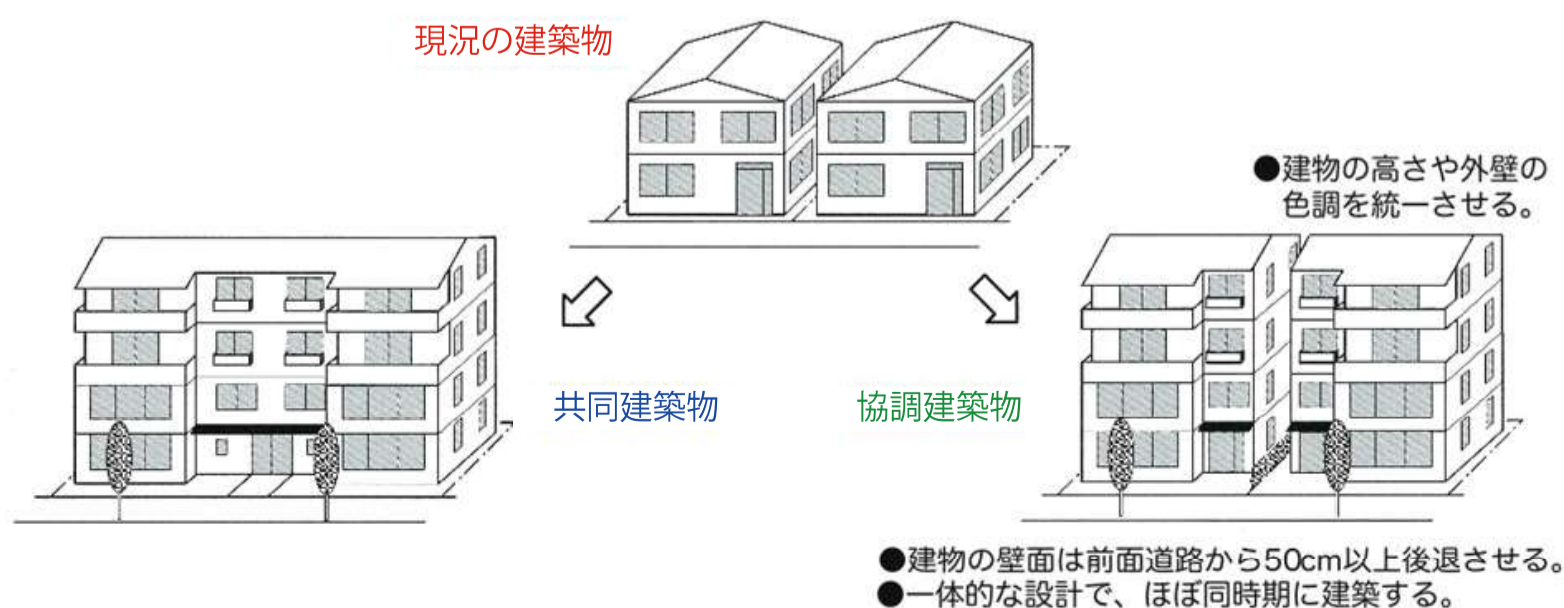 現況の建築物
●建物の高さや外壁の
色調を統一させる。
共同建築物
協調建築物
●建物の壁面は前面道路から50cm以上後退させる。
●一体的な設計で、ほぼ同時期に建築する。